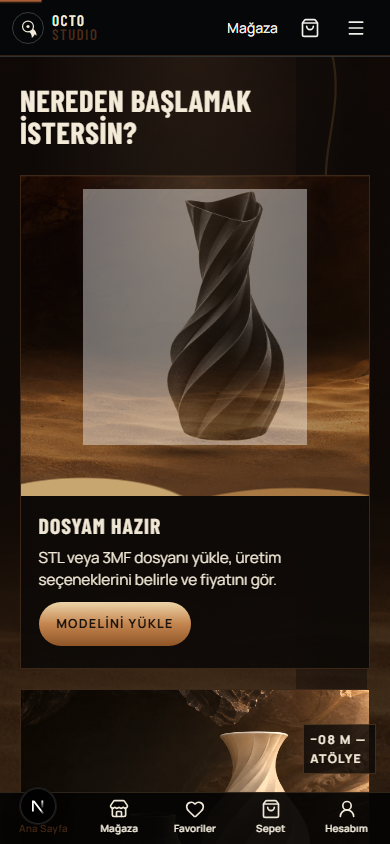 OCTO
STUDIO
Mağaza
NEREDEN BAŞLAMAK
İSTERSİN?
DOSYAM HAZIR
STL veya 3MF dosyanı yükle, üretim
seçeneklerini belirle ve fiyatını gör.
MODELİNİ YÜKLE
−08 M —
ATÖLYE
N
Ana Sayfa
Mağaza
Favoriler
Sepet
Hesabım